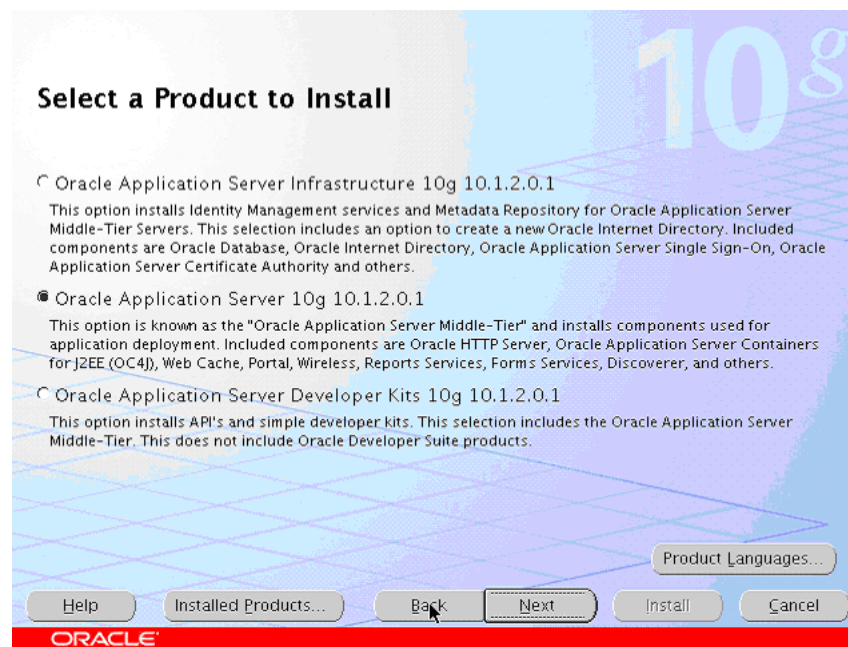 10g
Select a Product to Install
Oracle Application Server Infrastructure 10g 10.1.2.0.1
This option installs Identity Management services and Metadata Repository for Oracle Application Server
Middle-Tier Servers. This selection includes an option to create a new Oracle Internet Directory. Included
components are Oracle Database, Oracle Internet Directory, Oracle Application Server Single Sign-On, Oracle
Application Server Certificate Authority and others.
Oracle Application Server 10g 10.1.2.0.1
This option is known as the "Oracle Application Server Middle-Tier" and installs components used for
application deployment. Included components are Oracle HTTP Server, Oracle Application Server Containers
for J2EE (OC4J), Web Cache, Portal, Wireless, Reports Services, Forms Services, Discoverer, and others.
Oracle Application Server Developer Kits 10g 10.1.2.0.1
This option installs API's and simple developer kits. This selection includes the Oracle Application Server
Middle-Tier. This does not include Oracle Developer Suite products.
Product Languages...
Help Installed Products... Back Next Install Cancel
ORACLE